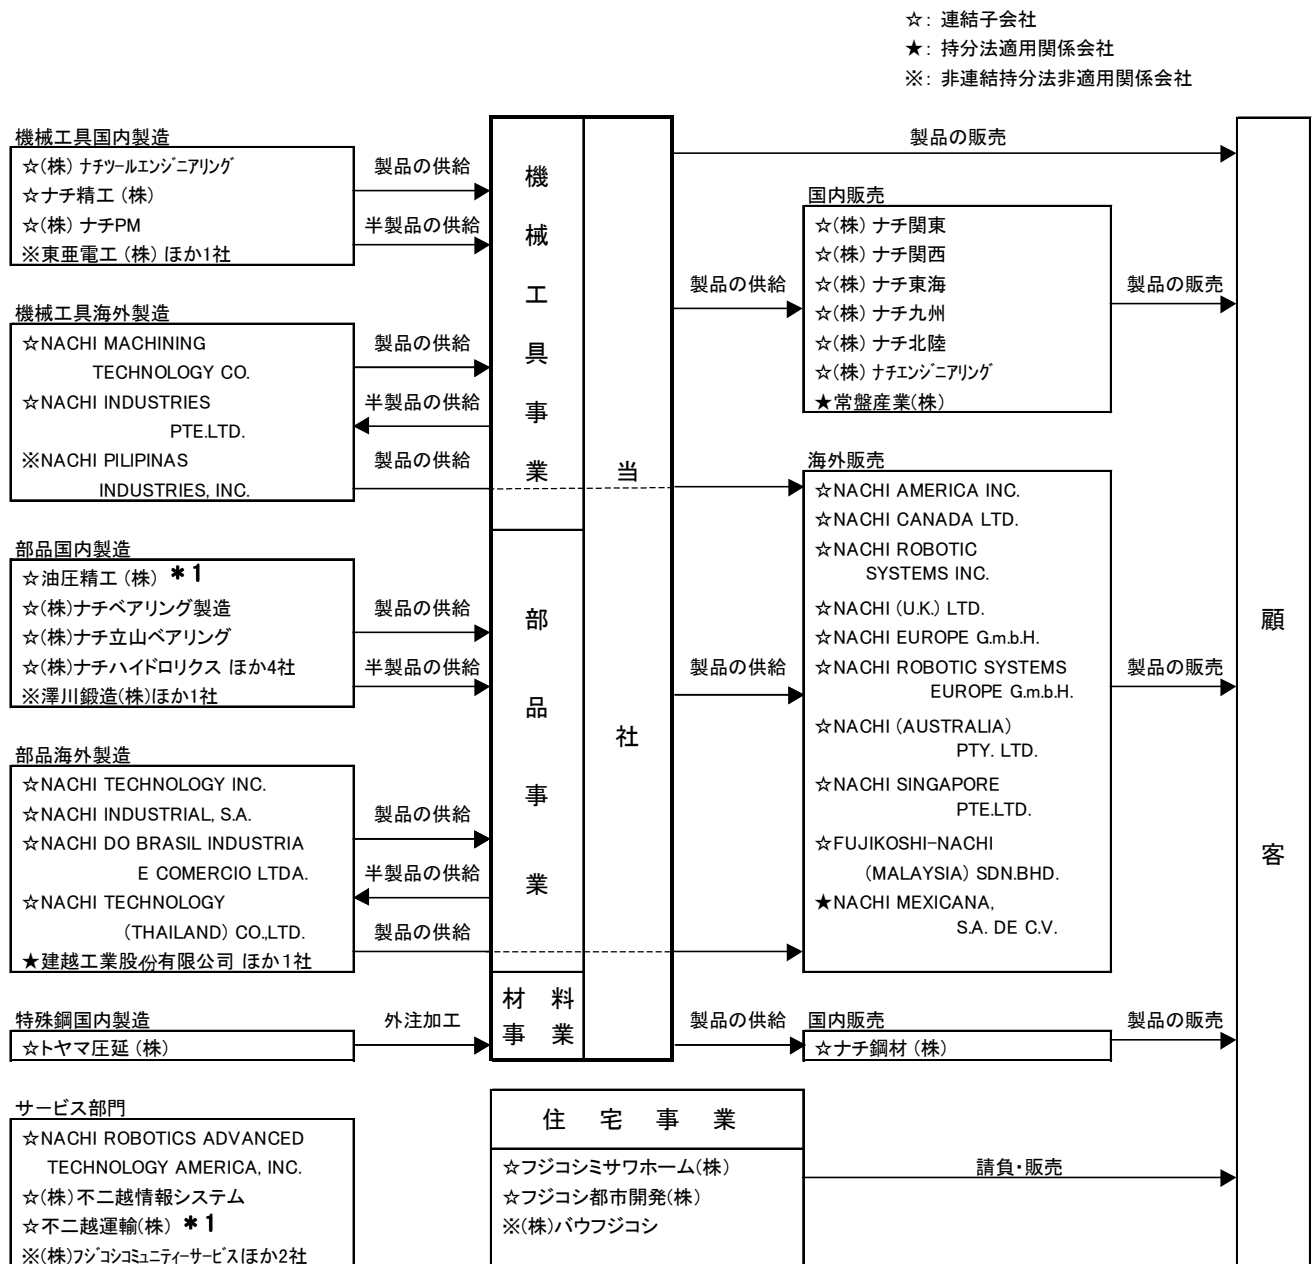 ☆: 連結子会社
★: 持分法適用関係会社
※: 非連結持分法非適用関係会社
機械工具国内製造
☆(株) ナチツールエンジニアリング
☆ナチ精工 (株)
☆(株) ナチPM
※東亜電工 (株) ほか1社
製品の供給
半製品の供給
機械工具海外製造
☆NACHI MACHINING
TECHNOLOGY CO.
☆NACHI INDUSTRIES
PTE.LTD.
※NACHI PILIPINAS
INDUSTRIES, INC.
製品の供給
半製品の供給
製品の供給
部品国内製造
☆油圧精工 (株) *1
☆(株)ナチベアリング製造
☆(株)ナチ立山ベアリング
☆(株)ナチハイドロリクス ほか4社
※澤川鍛造(株)ほか1社
製品の供給
半製品の供給
部品海外製造
☆NACHI TECHNOLOGY INC.
☆NACHI INDUSTRIAL, S.A.
☆NACHI DO BRASIL INDUSTRIA
E COMERCIO LTDA.
☆NACHI TECHNOLOGY
(THAILAND) CO.,LTD.
★建越工業股份有限公司 ほか1社
製品の供給
半製品の供給
製品の供給
特殊鋼国内製造
☆トヤマ圧延 (株)
外注加工
サービス部門
☆NACHI ROBOTICS ADVANCED
TECHNOLOGY AMERICA, INC.
☆(株)不二越情報システム
☆不二越運輸(株) *1
※(株)フジコシコミュニティーサービスほか2社
機械工具事業
部品事業
材料
事業
当社
製品の販売
製品の供給
国内販売
☆(株) ナチ関東
☆(株) ナチ関西
☆(株) ナチ東海
☆(株) ナチ九州
☆(株) ナチ北陸
☆(株) ナチエンジニアリング
★常盤産業(株)
製品の販売
海外販売
☆NACHI AMERICA INC.
☆NACHI CANADA LTD.
☆NACHI ROBOTIC
SYSTEMS INC.
☆NACHI (U.K.) LTD.
☆NACHI EUROPE G.m.b.H.
☆NACHI ROBOTIC SYSTEMS
EUROPE G.m.b.H.
☆NACHI (AUSTRALIA)
PTY. LTD.
☆NACHI SINGAPORE
PTE.LTD.
☆FUJIKOSHI-NACHI
(MALAYSIA) SDN.BHD.
★NACHI MEXICANA,
S.A. DE C.V.
製品の供給
製品の販売
製品の供給
国内販売
☆ナチ鋼材 (株)
製品の販売
住宅事業
☆フジコシミサワホーム(株)
☆フジコシ都市開発(株)
※(株)バウフジコシ
請負・販売
顧客